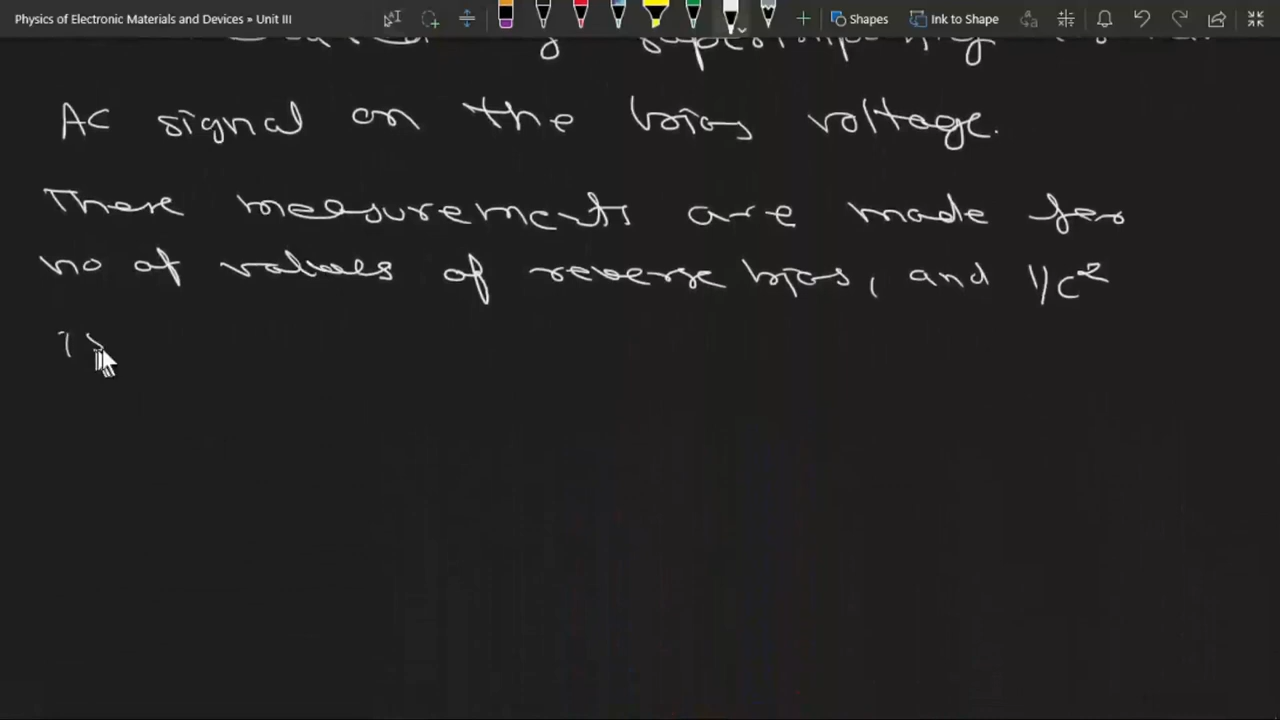 Physics of Electronic Materials and Devices » Unit III
Shapes
Ink to Shape
AC signal on the bias voltage.
These measurements are made for
no of values of reverse bias, and 1/C²
is